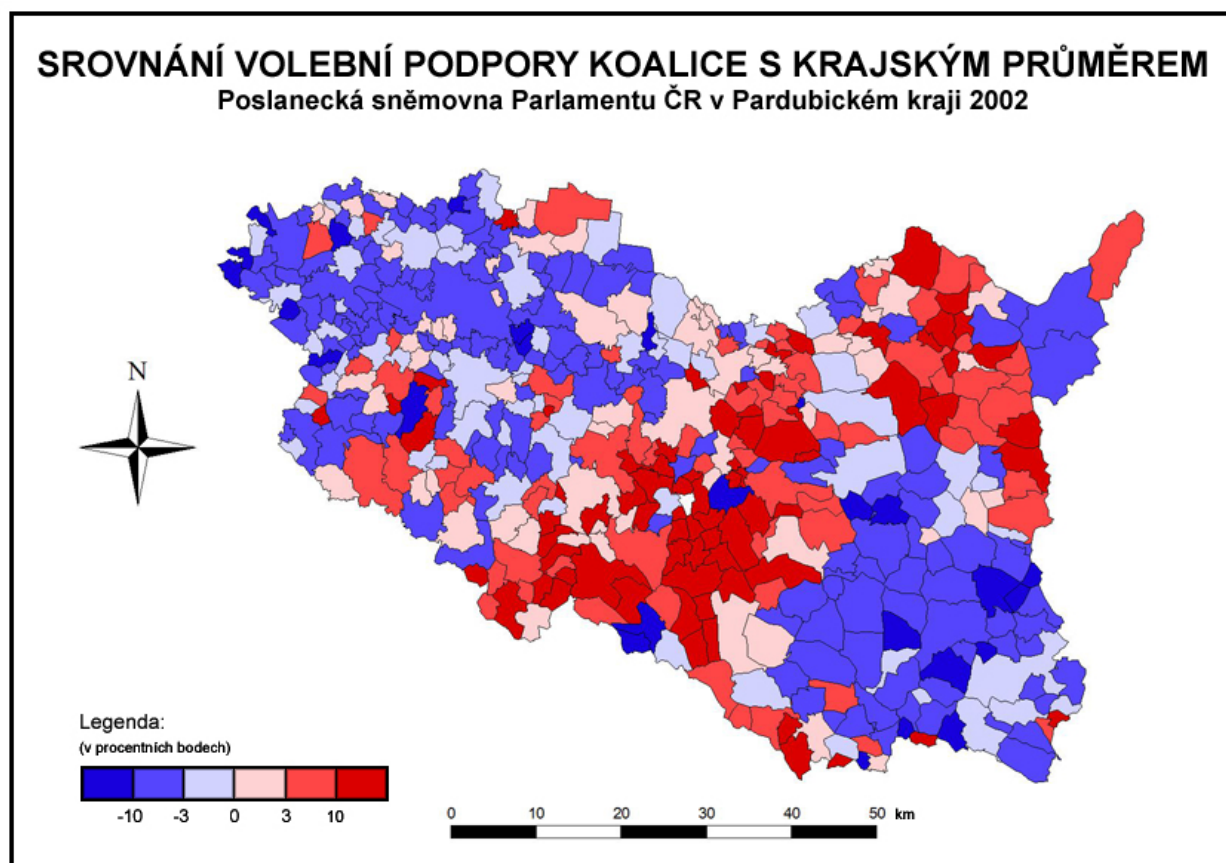 SROVNÁNÍ VOLEBNÍ PODPORY KOALICE S KRAJSKÝM PRŮMĚREM
Poslanecká sněmovna Parlamentu ČR v Pardubickém kraji 2002
N
Legenda:
(v procentních bodech)
-10 -3 0 3 10
0 10 20 30 40 50 km